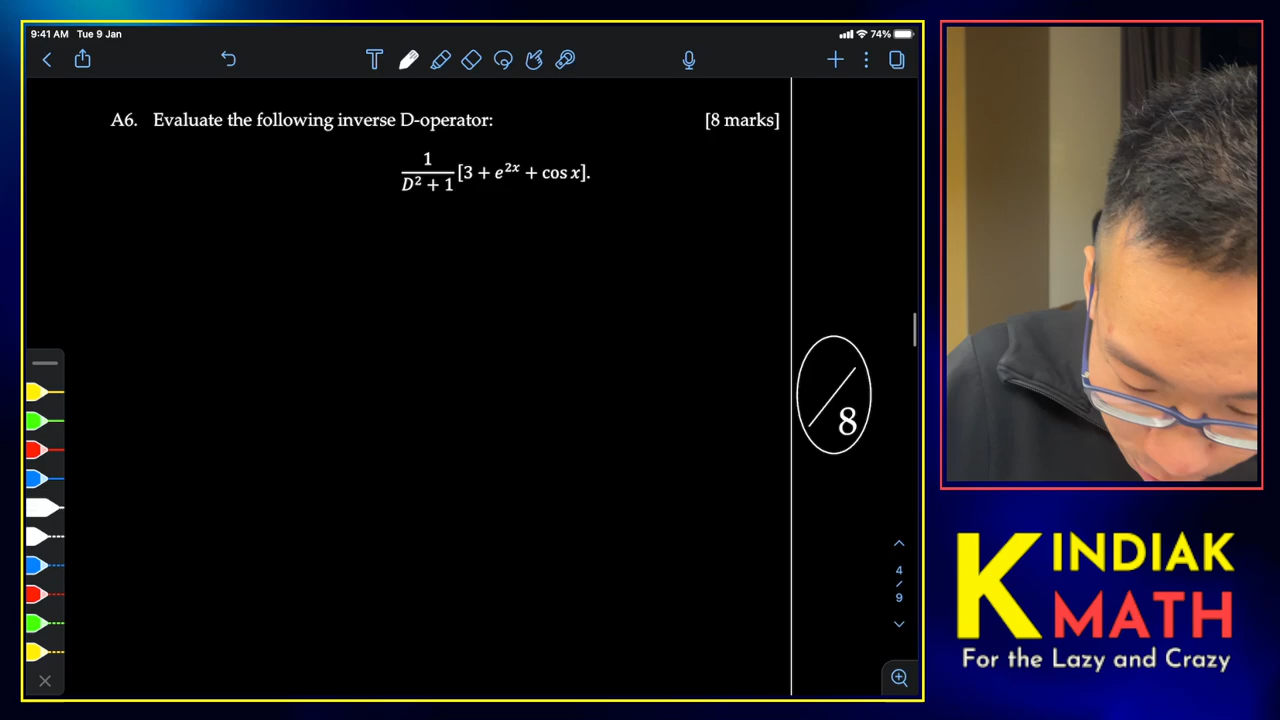 9:41 AM Tue 9 Jan
74%
A6. Evaluate the following inverse D-operator: [8 marks]
1
D² + 1 [3 + e²ˣ + cos x].
8
4
9
KINDIAK
MATH
For the Lazy and Crazy